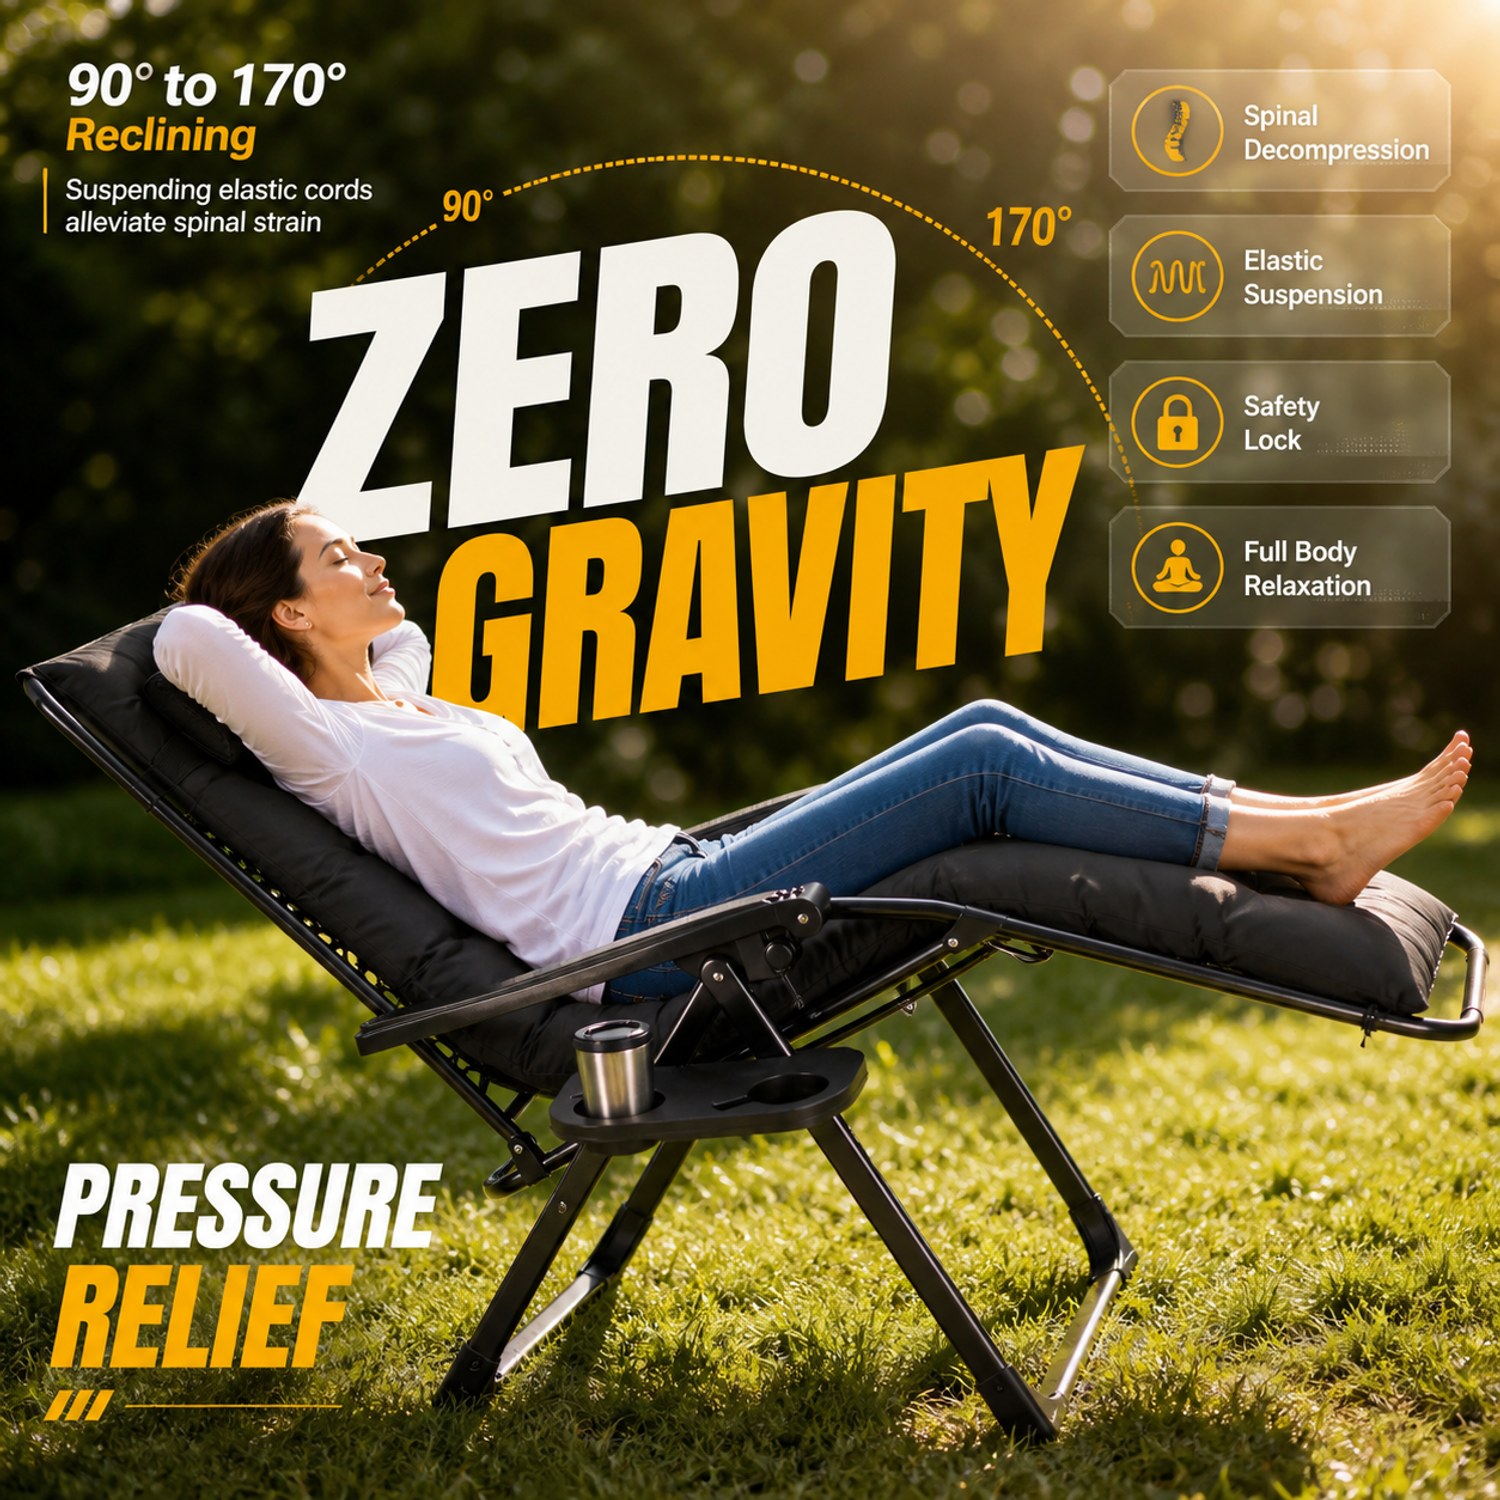 90° to 170°
Reclining
Suspending elastic cords
alleviate spinal strain
90°
170°
ZERO
GRAVITY
Spinal
Decompression
Elastic
Suspension
Safety
Lock
Full Body
Relaxation
PRESSURE
RELIEF